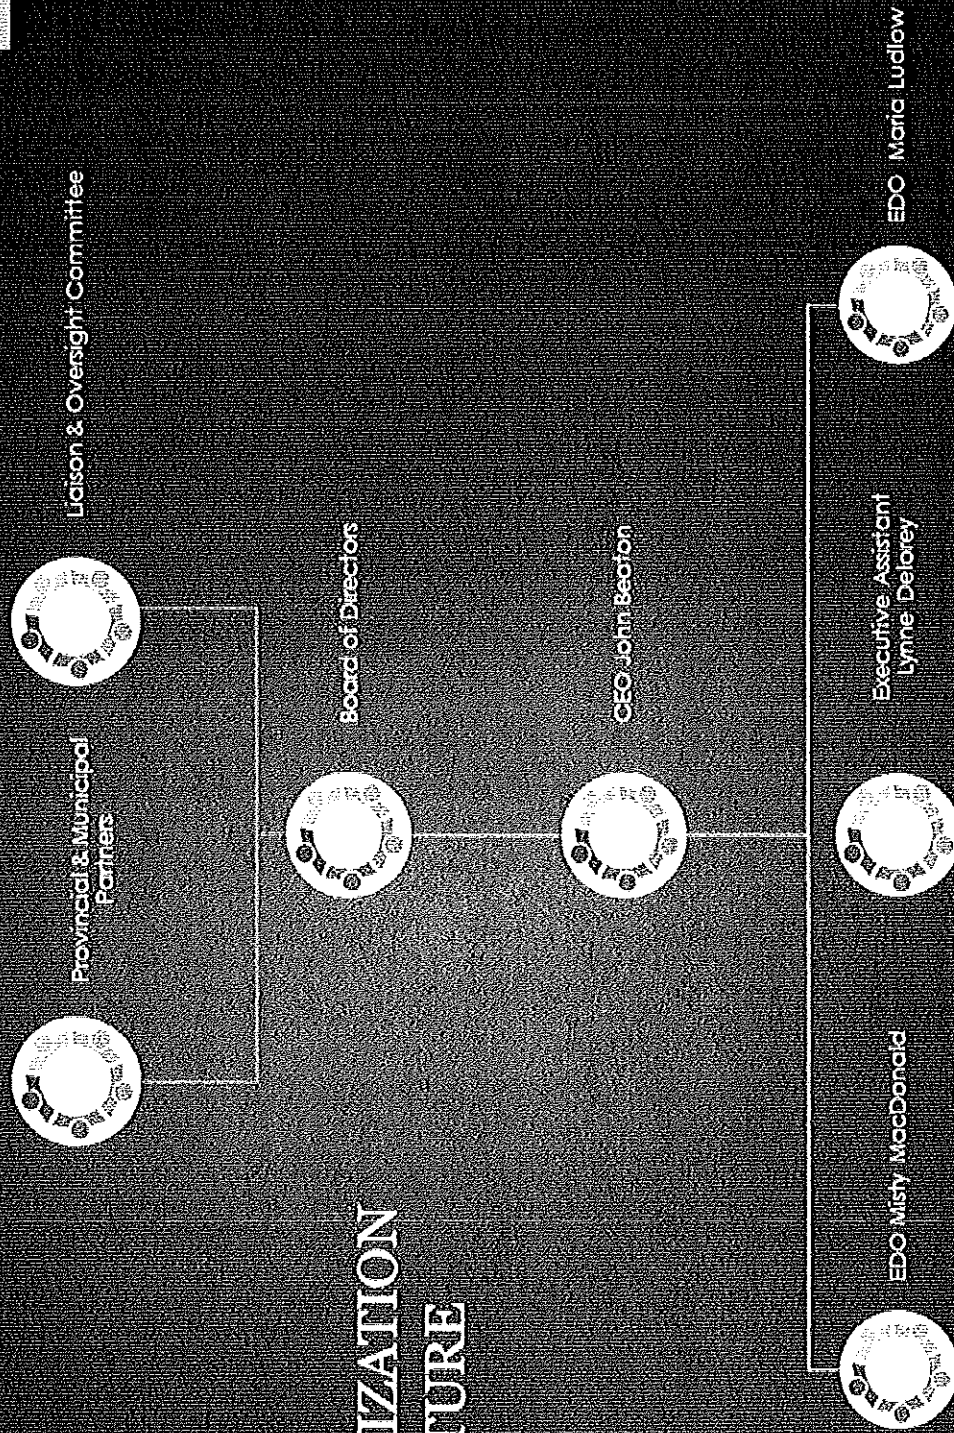 IZATION
TURE
Provincial & Municipal
Partners
Liaison & Oversight Committee
Board of Directors
CEO John Beaton
EDO Misty MacDonald
Executive Assistant
Lynne Delorey
EDO Maria Ludlow